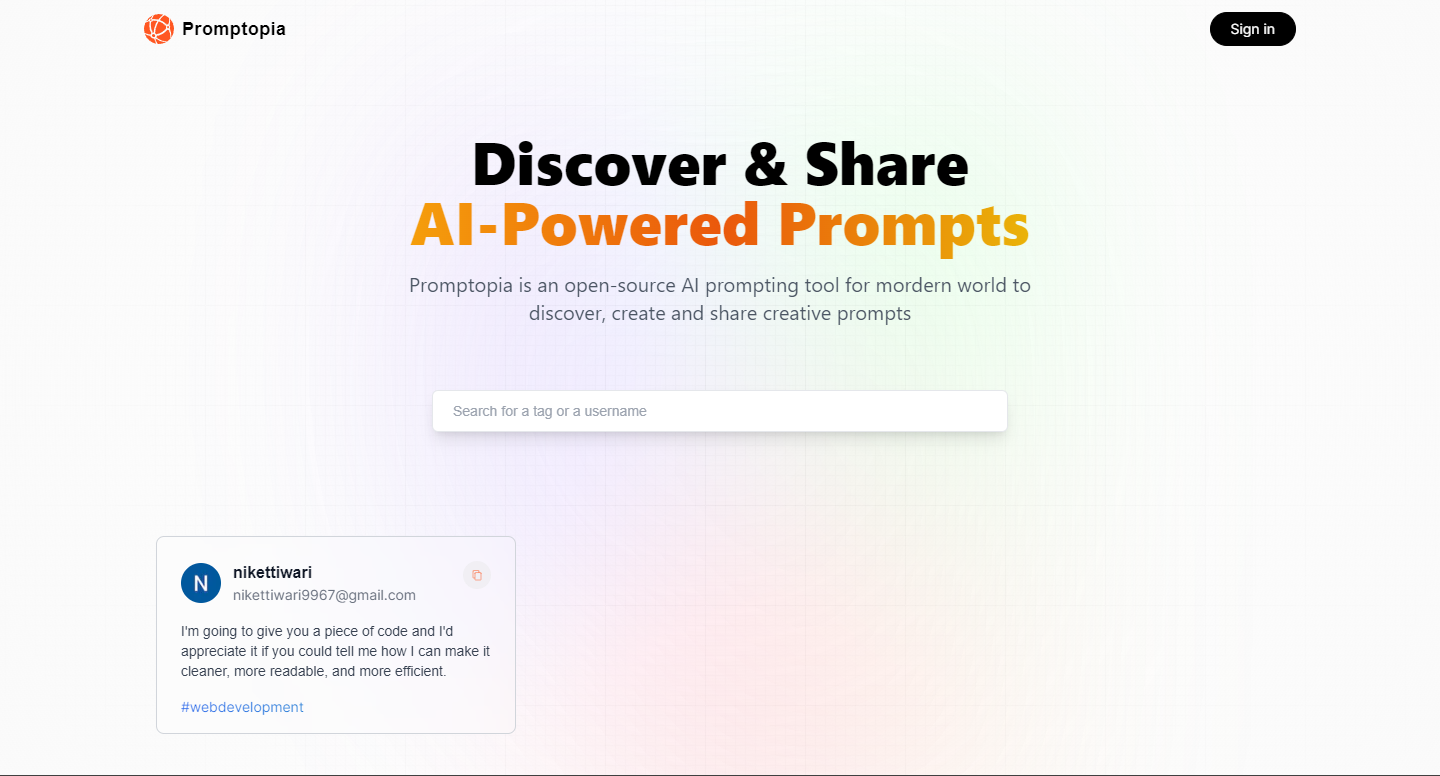 Promptopia
Sign in
Discover & Share
AI-Powered Prompts
Promptopia is an open-source AI prompting tool for mordern world to
discover, create and share creative prompts
Search for a tag or a username
N
nikettiwari
nikettiwari9967@gmail.com
I'm going to give you a piece of code and I'd
appreciate it if you could tell me how I can make it
cleaner, more readable, and more efficient.
#webdevelopment